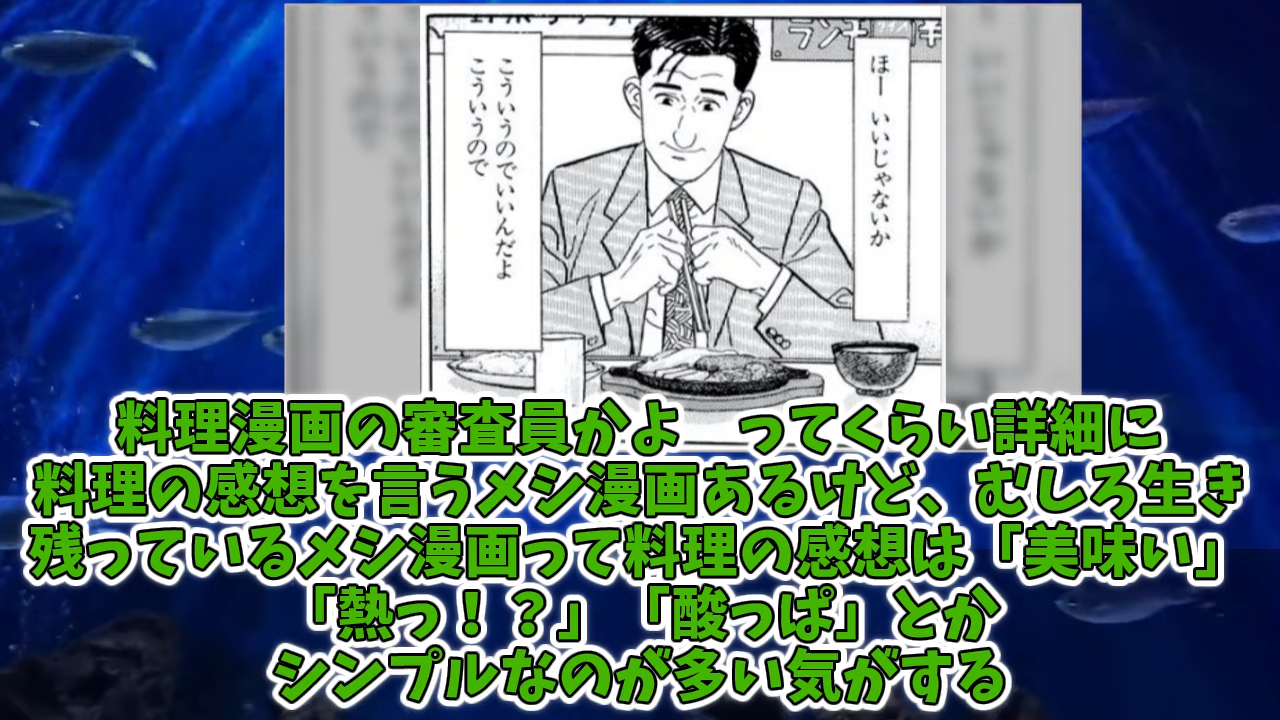 ランチ
ほー いいじゃないか
こういうのでいいんだよ
こういうので
料理漫画の審査員かよ　ってくらい詳細に
料理の感想を言うメシ漫画あるけど、むしろ生き
残っているメシ漫画って料理の感想は「美味い」
「熱っ！？」「酸っぱ」とか
シンプルなのが多い気がする